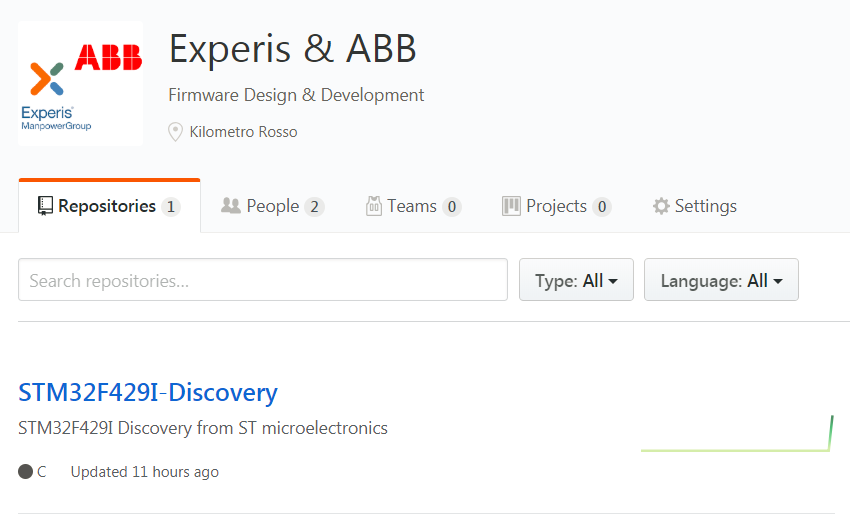 Experis & ABB
ABB
Experis
ManpowerGroup
Firmware Design & Development
Kilometro Rosso
Repositories 1 People 2 Teams 0 Projects 0 Settings
Search repositories... Type: All Language: All
STM32F429I-Discovery
STM32F429I Discovery from ST microelectronics
C Updated 11 hours ago